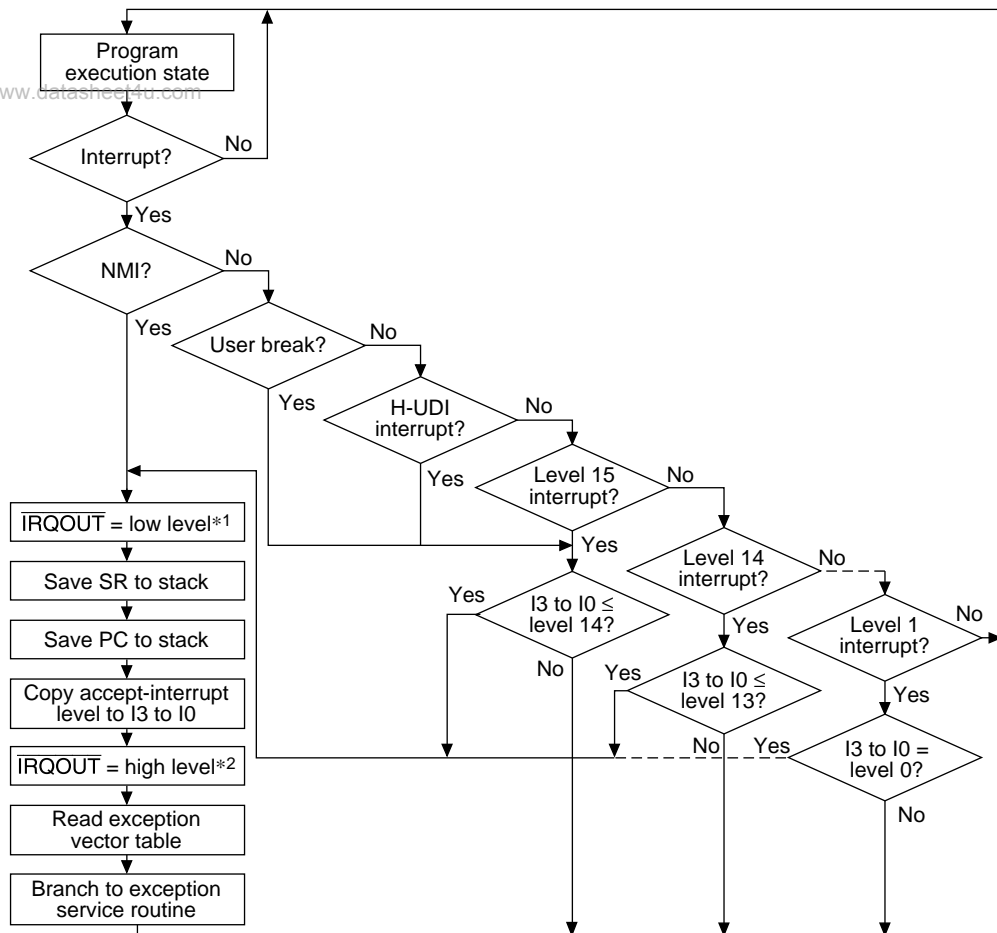 Program
execution state
www.datasheet4u.com
Interrupt?
No
Yes
NMI?
No
Yes
User break?
No
Yes
H-UDI
interrupt?
No
Yes
Level 15
interrupt?
No
Yes
Level 14
interrupt?
No
Yes
Level 1
interrupt?
No
Yes
I3 to I0 ≤
level 14?
Yes
No
I3 to I0 ≤
level 13?
Yes
No
I3 to I0 =
level 0?
Yes
No
IRQOUT = low level*1
Save SR to stack
Save PC to stack
Copy accept-interrupt
level to I3 to I0
IRQOUT = high level*2
Read exception
vector table
Branch to exception
service routine